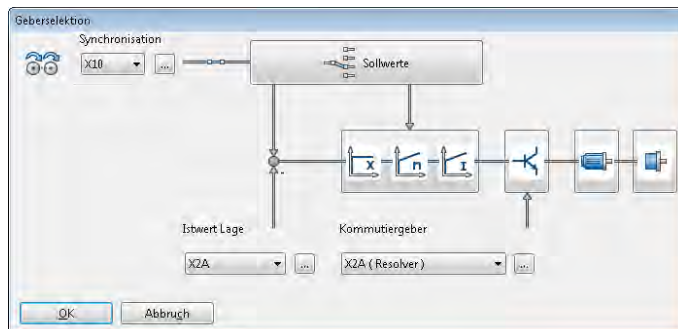 Geberselektion
Synchronisation
X10
...
Sollwerte
x
n
I
Istwert Lage
Kommutiergeber
X2A
...
X2A ( Resolver )
...
OK
Abbruch